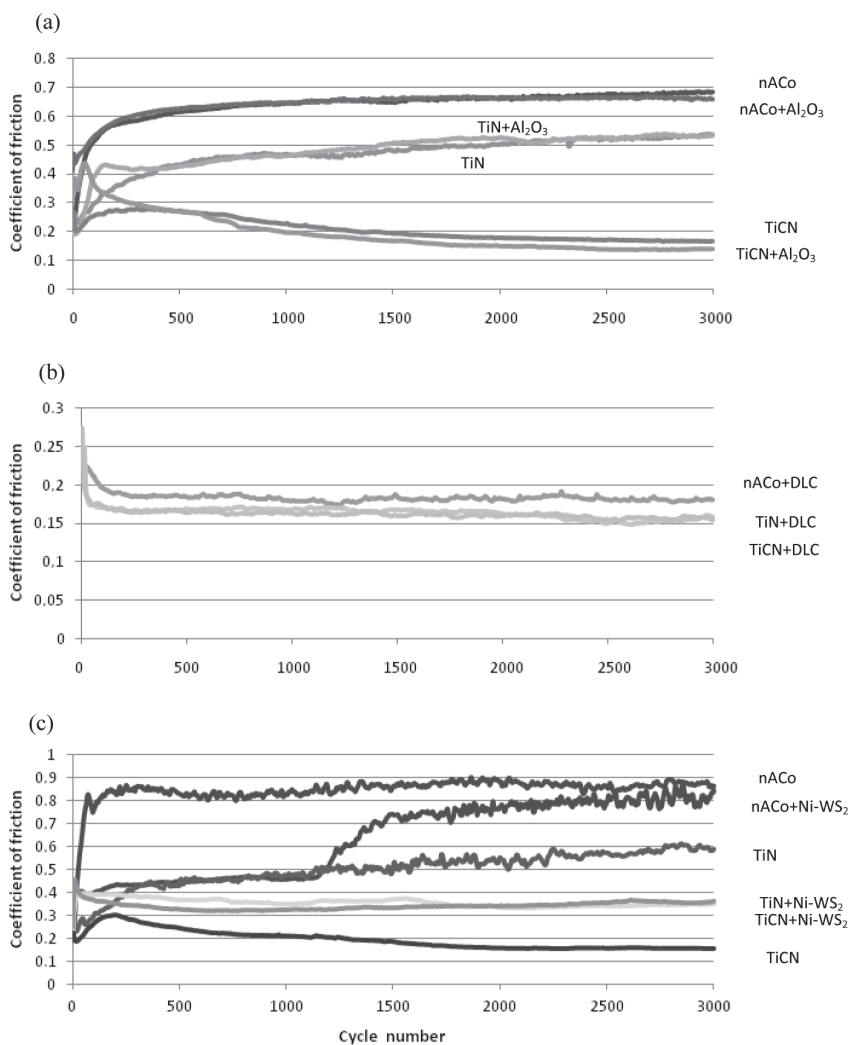 (a)
0.8
0.7
0.6
0.5
0.4
0.3
0.2
0.1
0
Coefficient of friction
0 500 1000 1500 2000 2500 3000
nACo
nACo+Al₂O₃
TiN+Al₂O₃
TiN
TiCN
TiCN+Al₂O₃
(b)
0.3
0.25
0.2
0.15
0.1
0,05
0
Coefficient of friction
0 500 1000 1500 2000 2500 3000
nACo+DLC
TiN+DLC
TiCN+DLC
(c)
1
0.9
0.8
0.7
0.6
0.5
0.4
0.3
0.2
0.1
0
Coefficient of friction
0 500 1000 1500 2000 2500 3000
Cycle number
nACo
nACo+Ni-WS₂
TiN
TiN+Ni-WS₂
TiCN+Ni-WS₂
TiCN